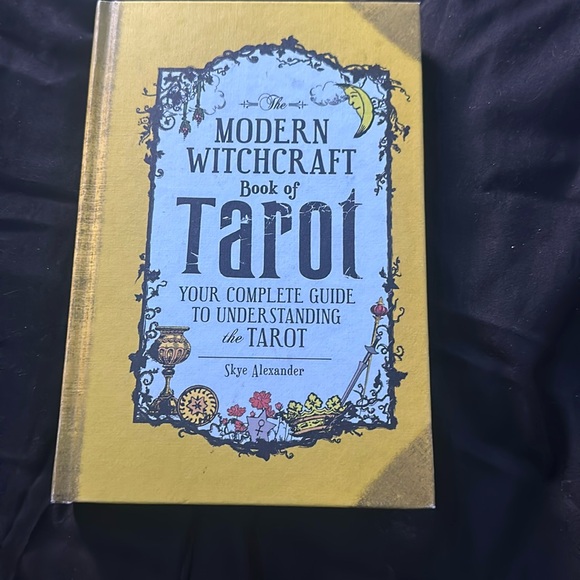 The
MODERN
WITCHCRAFT
Book of
Tarot
YOUR COMPLETE GUIDE
TO UNDERSTANDING
the TAROT
Skye Alexander